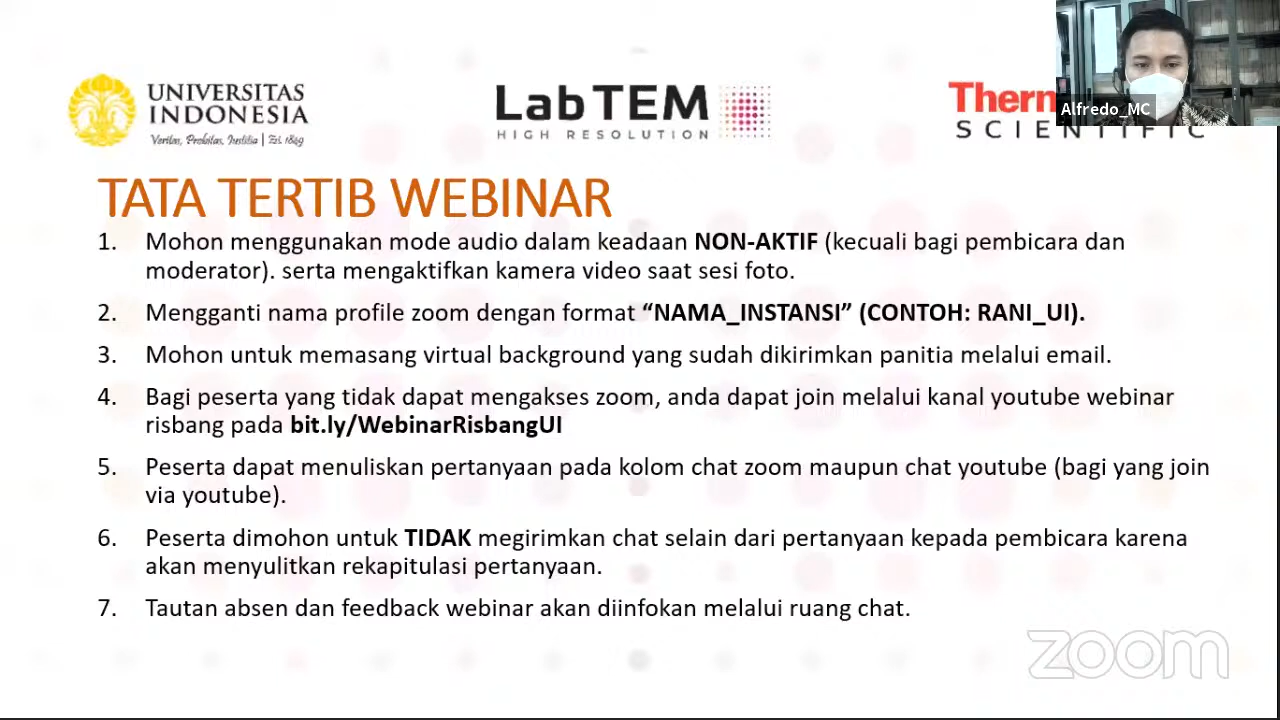 UNIVERSITAS
INDONESIA
Veritas, Probitas, Iustitia | Est. 1849
LabTEM
HIGH RESOLUTION
SCIENTIFIC
Alfredo_MC
TATA TERTIB WEBINAR
1. Mohon menggunakan mode audio dalam keadaan NON-AKTIF (kecuali bagi pembicara dan
moderator). serta mengaktifkan kamera video saat sesi foto.
2. Mengganti nama profile zoom dengan format “NAMA_INSTANSI” (CONTOH: RANI_UI).
3. Mohon untuk memasang virtual background yang sudah dikirimkan panitia melalui email.
4. Bagi peserta yang tidak dapat mengakses zoom, anda dapat join melalui kanal youtube webinar
risbang pada bit.ly/WebinarRisbangUI
5. Peserta dapat menuliskan pertanyaan pada kolom chat zoom maupun chat youtube (bagi yang join
via youtube).
6. Peserta dimohon untuk TIDAK megirimkan chat selain dari pertanyaan kepada pembicara karena
akan menyulitkan rekapitulasi pertanyaan.
7. Tautan absen dan feedback webinar akan diinfokan melalui ruang chat.
zoom